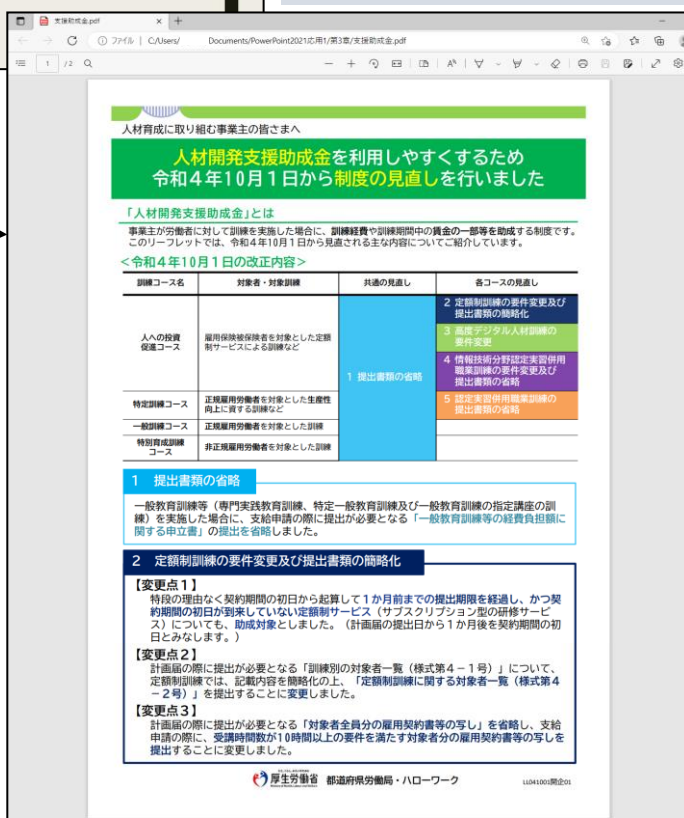 支援助成金.pdf
ファイル | C:/Users/ Documents/PowerPoint2021応用1/第3章/支援助成金.pdf
1 /2
人材育成に取り組む事業主の皆さまへ
人材開発支援助成金を利用しやすくするため
令和４年10月１日から制度の見直しを行いました
「人材開発支援助成金」とは
事業主が労働者に対して訓練を実施した場合に、訓練経費や訓練期間中の賃金の一部等を助成する制度です。
このリーフレットでは、令和４年10月１日から見直される主な内容についてご紹介しています。
＜令和４年10月１日の改正内容＞
訓練コース名 対象者・対象訓練 共通の見直し 各コースの見直し
人への投資
促進コース
雇用保険被保険者を対象とした定額
制サービスによる訓練など
1 提出書類の省略
2 定額制訓練の要件変更及び
提出書類の簡略化
3 高度デジタル人材訓練の
要件変更
4 情報技術分野認定実習併用
職業訓練の要件変更及び
提出書類の省略
特定訓練コース
正規雇用労働者を対象とした生産性
向上に資する訓練など
5 認定実習併用職業訓練の
提出書類の省略
一般訓練コース 正規雇用労働者を対象とした訓練
特別育成訓練
コース
非正規雇用労働者を対象とした訓練
1 提出書類の省略
一般教育訓練等（専門実践教育訓練、特定一般教育訓練及び一般教育訓練の指定講座の訓
練）を実施した場合に、支給申請の際に提出が必要となる「一般教育訓練等の経費負担額に
関する申立書」の提出を省略しました。
2 定額制訓練の要件変更及び提出書類の簡略化
【変更点１】
特段の理由なく契約期間の初日から起算して１か月前までの提出期限を経過し、かつ契
約期間の初日が到来していない定額制サービス（サブスクリプション型の研修サービ
ス）についても、助成対象としました。（計画届の提出日から１か月後を契約期間の初
日とみなします。）
【変更点２】
計画届の際に提出が必要となる「訓練別の対象者一覧（様式第４－１号）」について、
定額制訓練では、記載内容を簡略化の上、「定額制訓練に関する対象者一覧（様式第４
－２号）」を提出することに変更しました。
【変更点３】
計画届の際に提出が必要となる「対象者全員分の雇用契約書等の写し」を省略し、支給
申請の際に、受講時間数が10時間以上の要件を満たす対象者分の雇用契約書等の写しを
提出することに変更しました。
厚生労働省 都道府県労働局・ハローワーク LL041001開企01